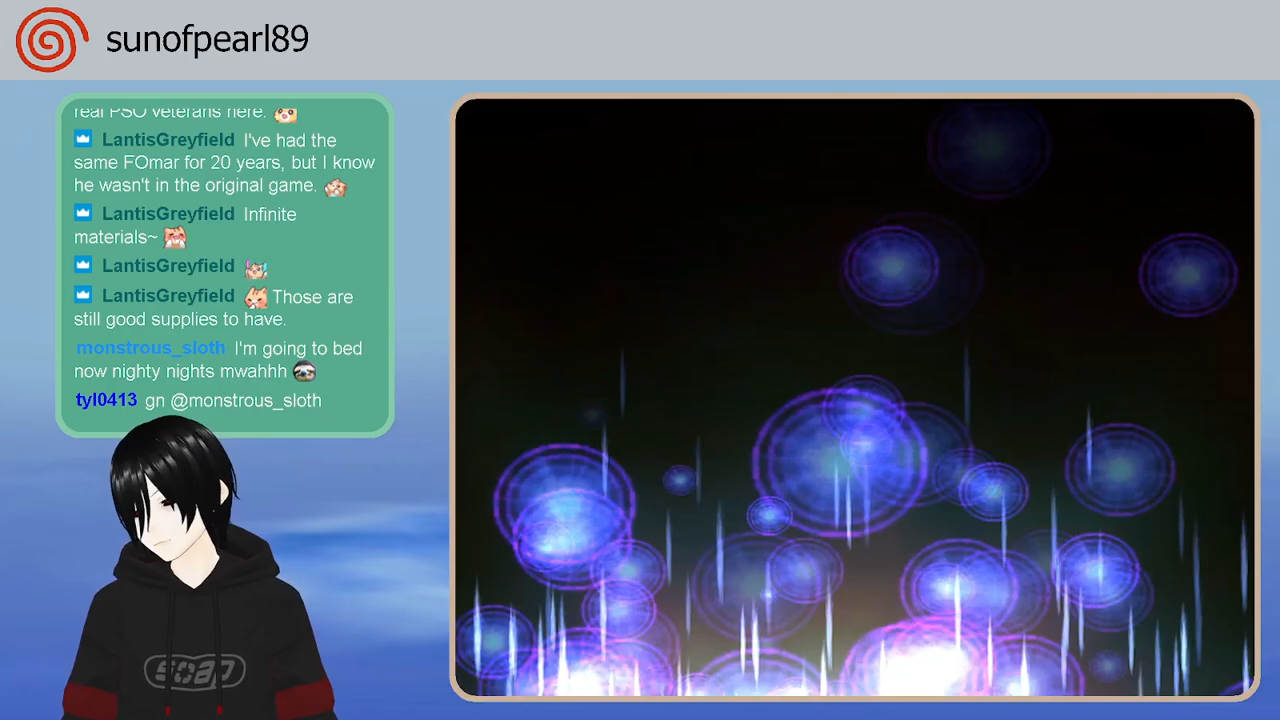 sunofpearl89
real PSO veterans here.
LantisGreyfield I've had the
same FOmar for 20 years, but I know
he wasn't in the original game.
LantisGreyfield Infinite
materials~
LantisGreyfield
LantisGreyfield Those are
still good supplies to have.
monstrous_sloth I'm going to bed
now nighty nights mwahhh
tyl0413 gn @monstrous_sloth
soap